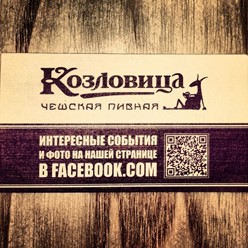 Козловица
ЧЕШСКАЯ ПИВНАЯ
ИНТЕРЕСНЫЕ СОБЫТИЯ
И ФОТО НА НАШЕЙ СТРАНИЦЕ
В FACEBOOK.COM